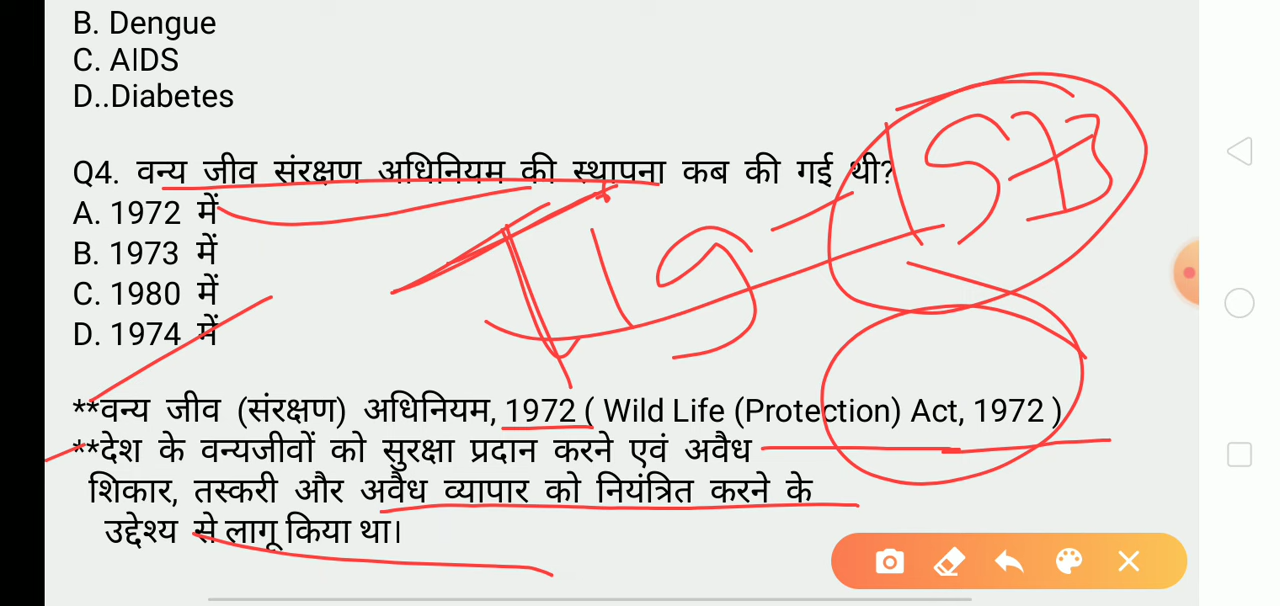 B. Dengue
C. AIDS
D..Diabetes
Q4. वन्य जीव संरक्षण अधिनियम की स्थापना कब की गई थी?
A. 1972 में
B. 1973 में
C. 1980 में
D. 1974 में
**वन्य जीव (संरक्षण) अधिनियम, 1972 ( Wild Life (Protection) Act, 1972 )
**देश के वन्यजीवों को सुरक्षा प्रदान करने एवं अवैध
शिकार, तस्करी और अवैध व्यापार को नियंत्रित करने के
उद्देश्य से लागू किया था।